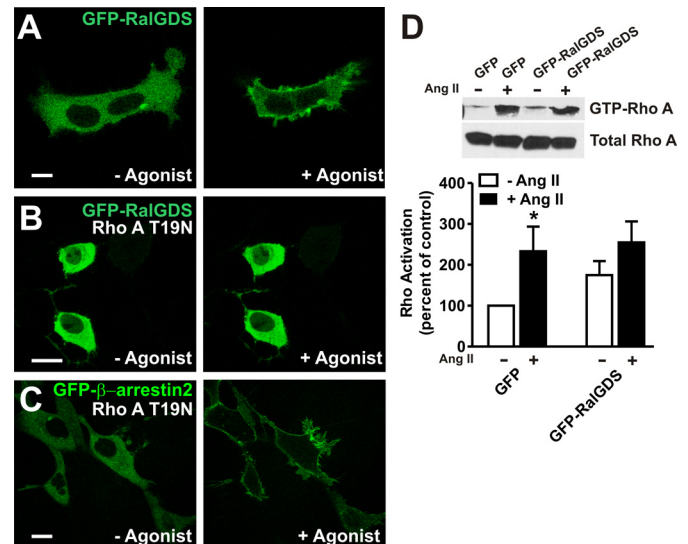 A
GFP-RalGDS
- Agonist
+ Agonist
B
GFP-RalGDS
Rho A T19N
- Agonist
+ Agonist
C
GFP-β-arrestin2
Rho A T19N
- Agonist
+ Agonist
D
GFP
GFP
GFP-RalGDS
GFP-RalGDS
Ang II - + - +
GTP-Rho A
Total Rho A
- Ang II
+ Ang II
Rho Activation
(percent of control)
400
300
200
100
0
*
Ang II - + - +
GFP
GFP-RalGDS